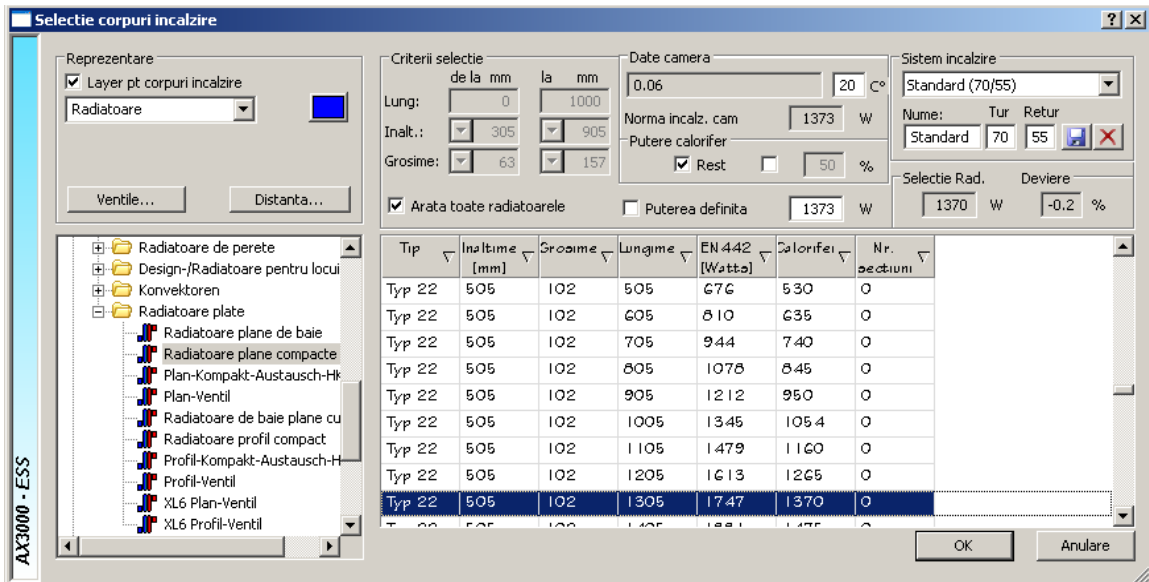 Selectie corpuri incalzire
AX3000 - ESS
Reprezentare
Layer pt corpuri incalzire
Radiatoare
Ventile...
Distanta...
Criterii selectie
de la mm la mm
Lung: 0 1000
Inalt.: 305 905
Grosime: 63 157
Arata toate radiatoarele
Date camera
0.06 20 C°
Norma incalz. cam 1373 W
Putere calorifer
Rest 50 %
Puterea definita 1373 W
Sistem incalzire
Standard (70/55)
Nume: Tur Retur
Standard 70 55
Selectie Rad. Deviere
1370 W -0.2 %
Radiatoare de perete
Design-/Radiatoare pentru locui
Konvektoren
Radiatoare plate
Radiatoare plane de baie
Radiatoare plane compacte
Plan-Kompakt-Austausch-HK
Plan-Ventil
Radiatoare de baie plane cu
Radiatoare profil compact
Profil-Kompakt-Austausch-H
Profil-Ventil
XL6 Plan-Ventil
XL6 Profil-Ventil
Tip Inaltime Grosime Lungime EN 442 Calorifer Nr.
[mm] [Watts] sectiuni
Typ 22 505 102 505 676 530 0
Typ 22 505 102 605 810 635 0
Typ 22 505 102 705 944 740 0
Typ 22 505 102 805 1078 845 0
Typ 22 505 102 905 1212 950 0
Typ 22 505 102 1005 1345 1054 0
Typ 22 505 102 1105 1479 1160 0
Typ 22 505 102 1205 1613 1265 0
Typ 22 505 102 1305 1747 1370 0
OK
Anulare